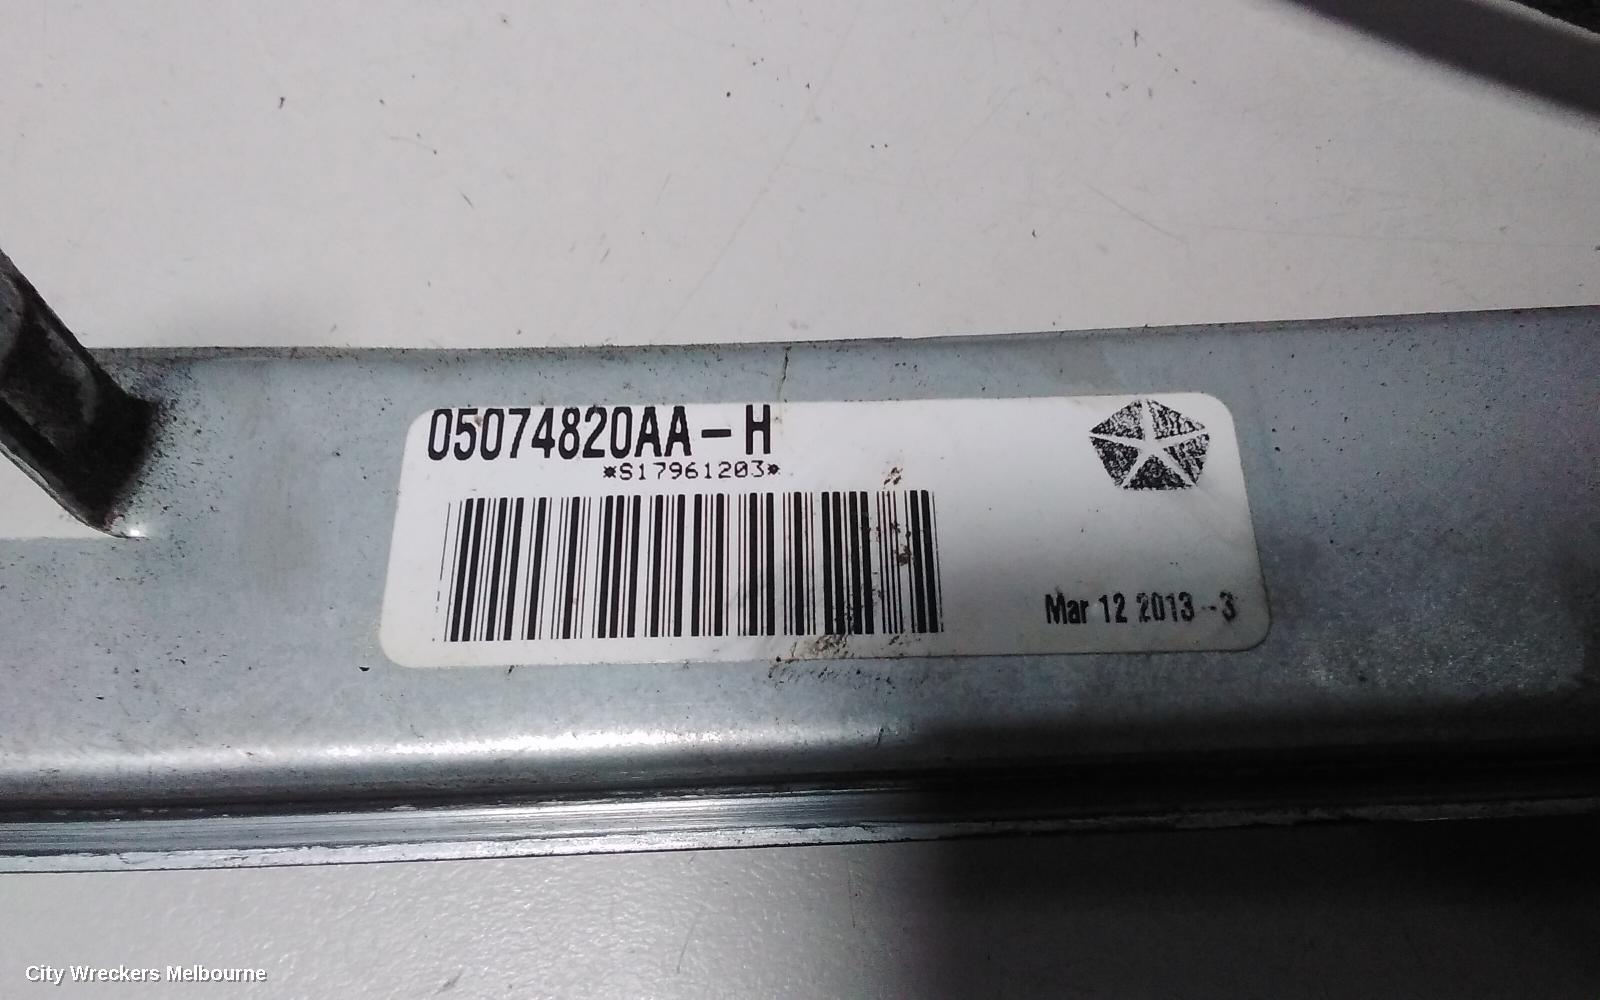 05074820AA-H
*S17961203*
Mar 12 2013 -3
City Wreckers Melbourne